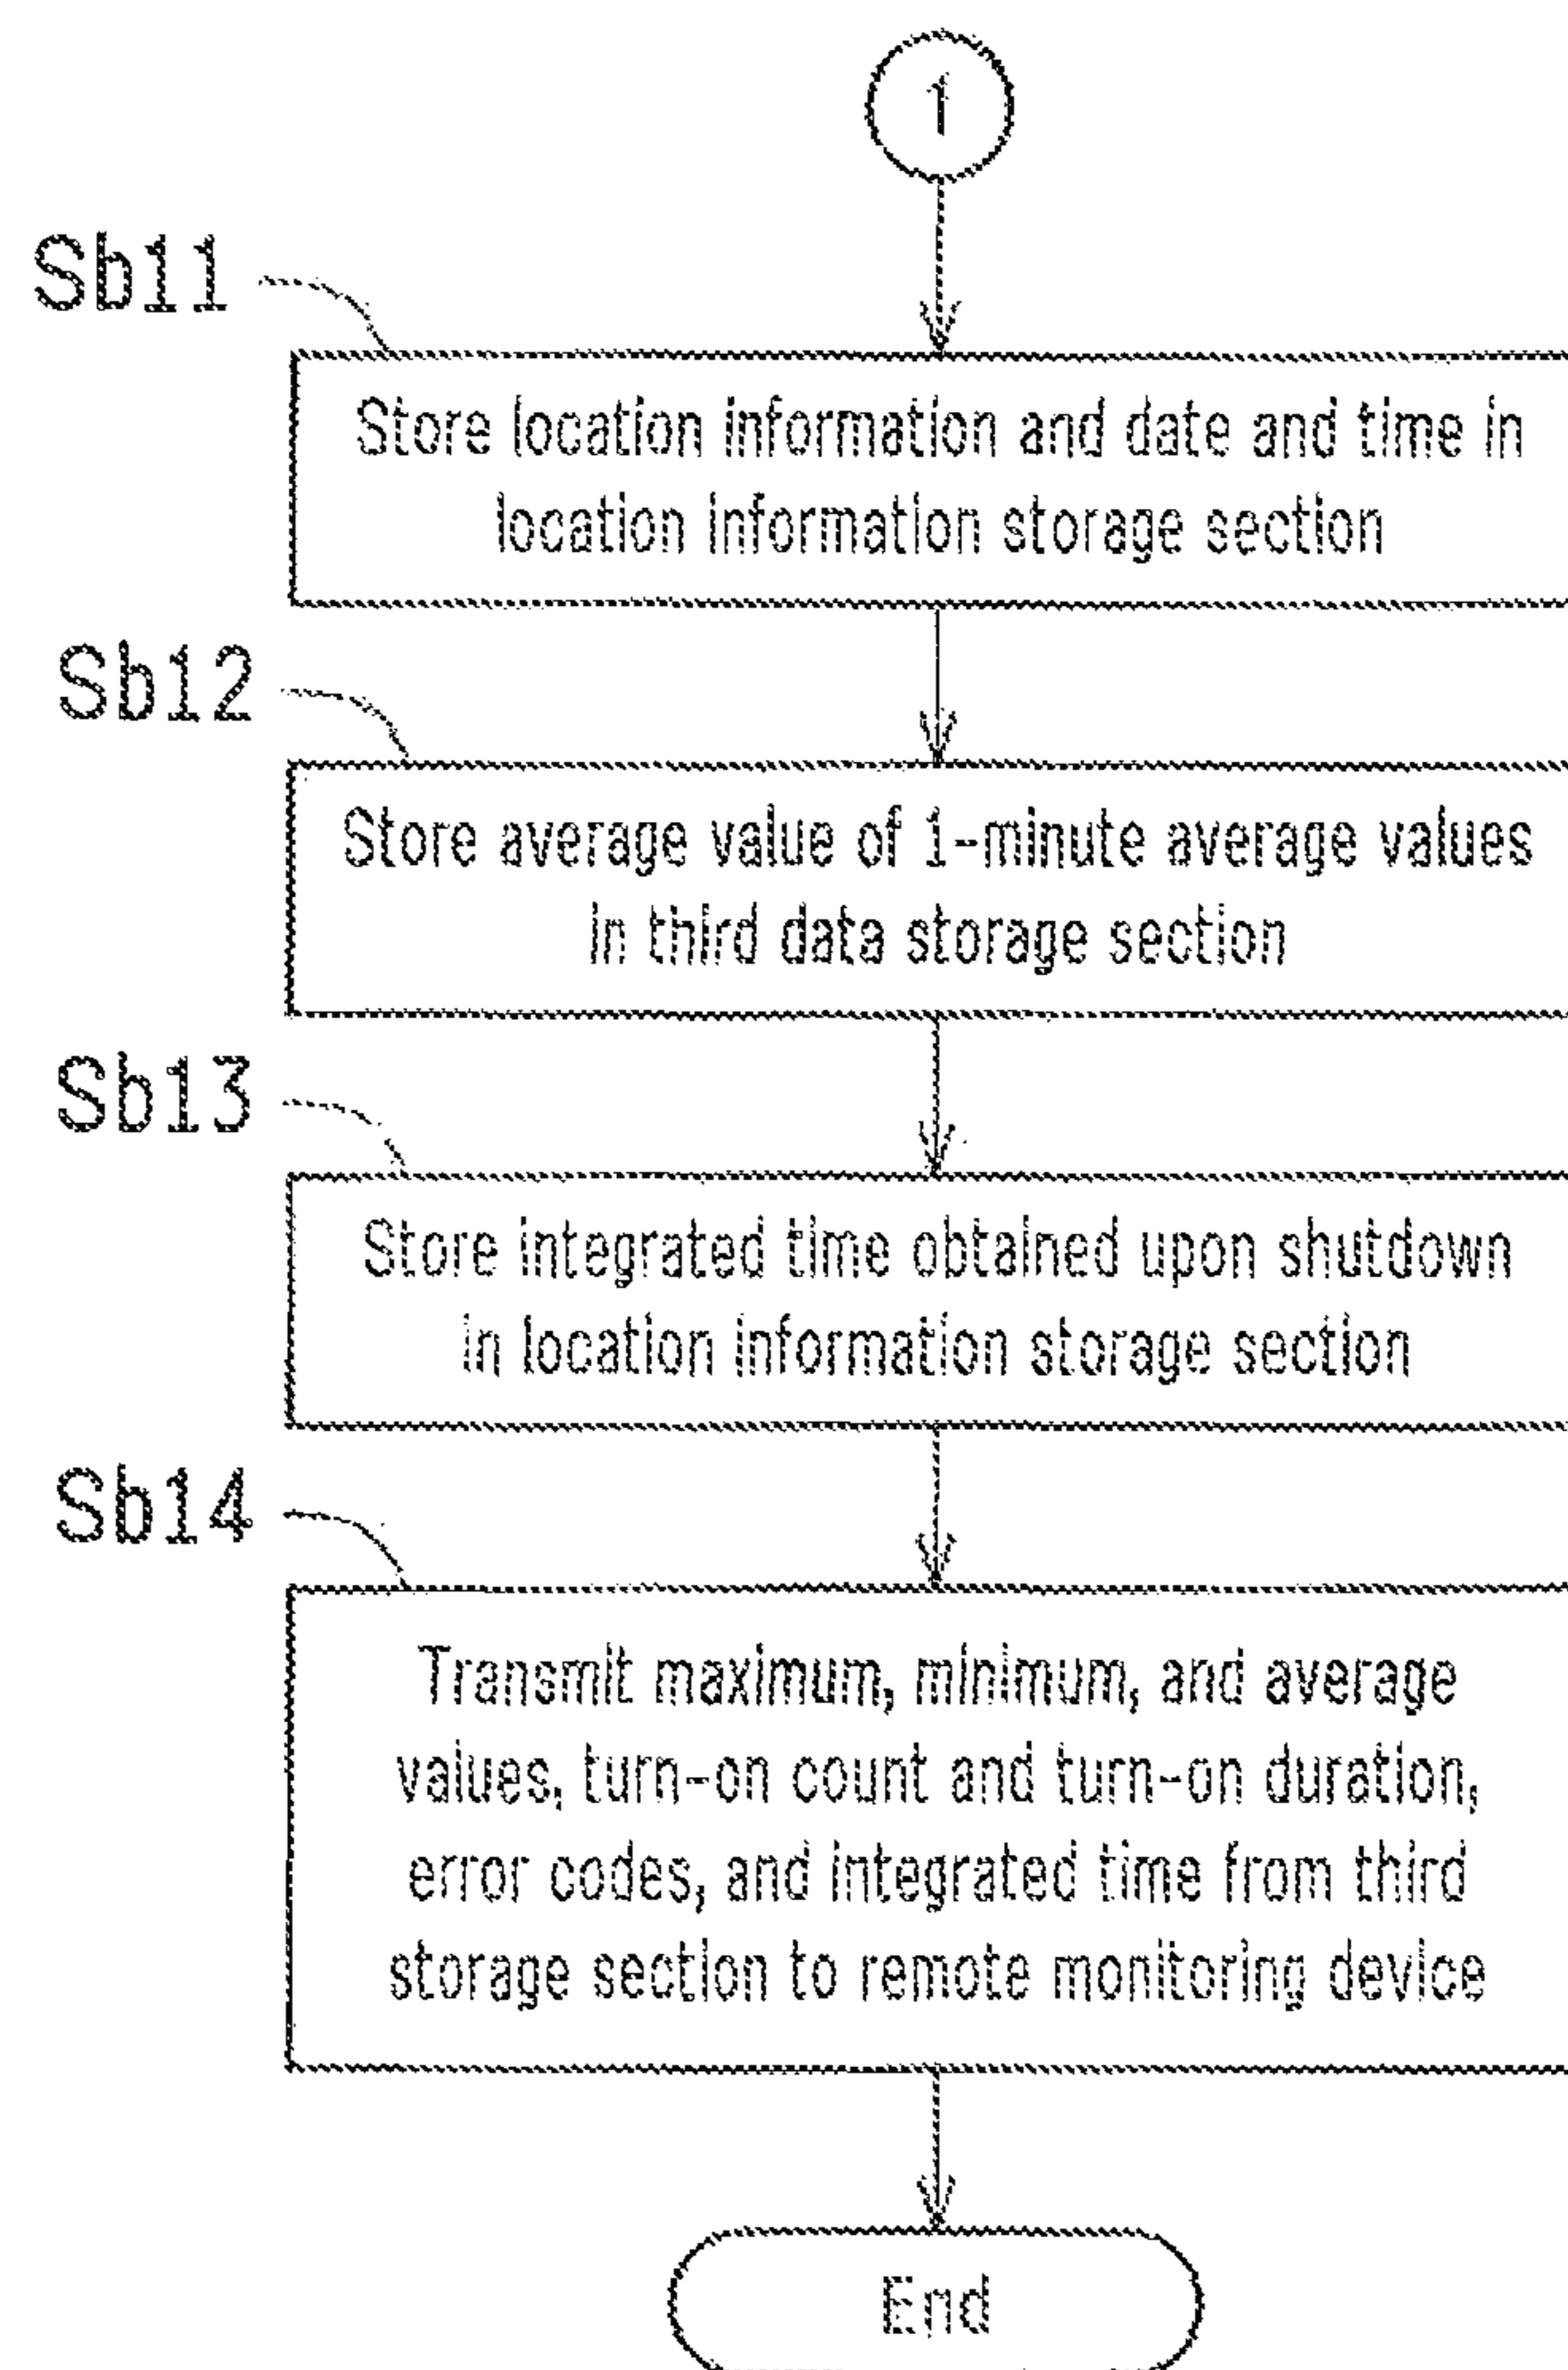 1
Sb11
Store location information and date and time in
location information storage section
Sb12
Store average value of 1-minute average values
in third data storage section
Sb13
Store integrated time obtained upon shutdown
in location information storage section
Sb14
Transmit maximum, minimum, and average
values, turn-on count and turn-on duration,
error codes, and integrated time from third
storage section to remote monitoring device
End